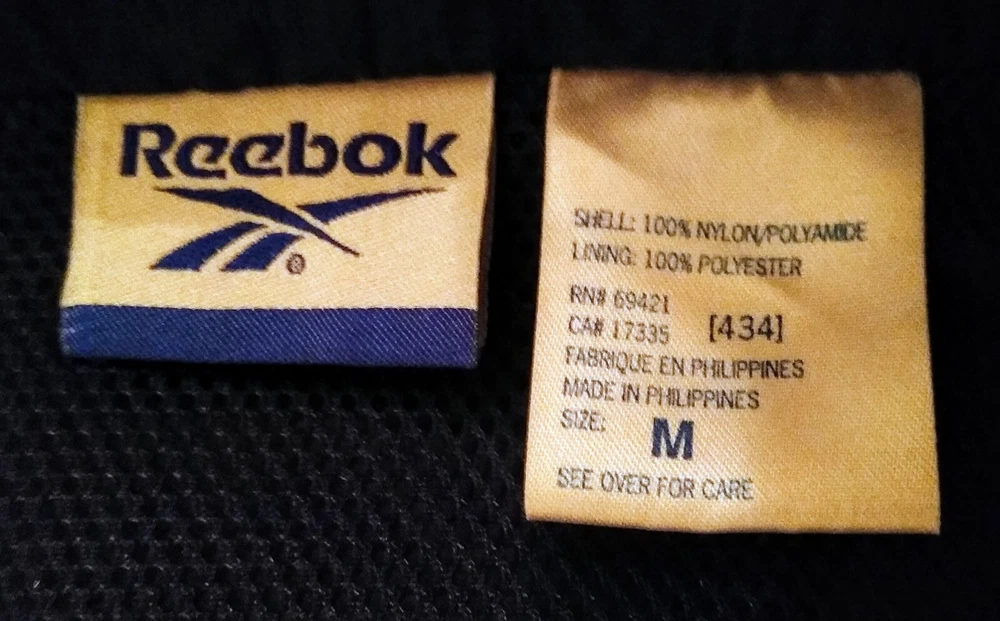 Reebok
®
SHELL: 100% NYLON/POLYAMIDE
LINING: 100% POLYESTER
RN# 69421
CA# 17335 [434]
FABRIQUE EN PHILIPPINES
MADE IN PHILIPPINES
SIZE: M
SEE OVER FOR CARE